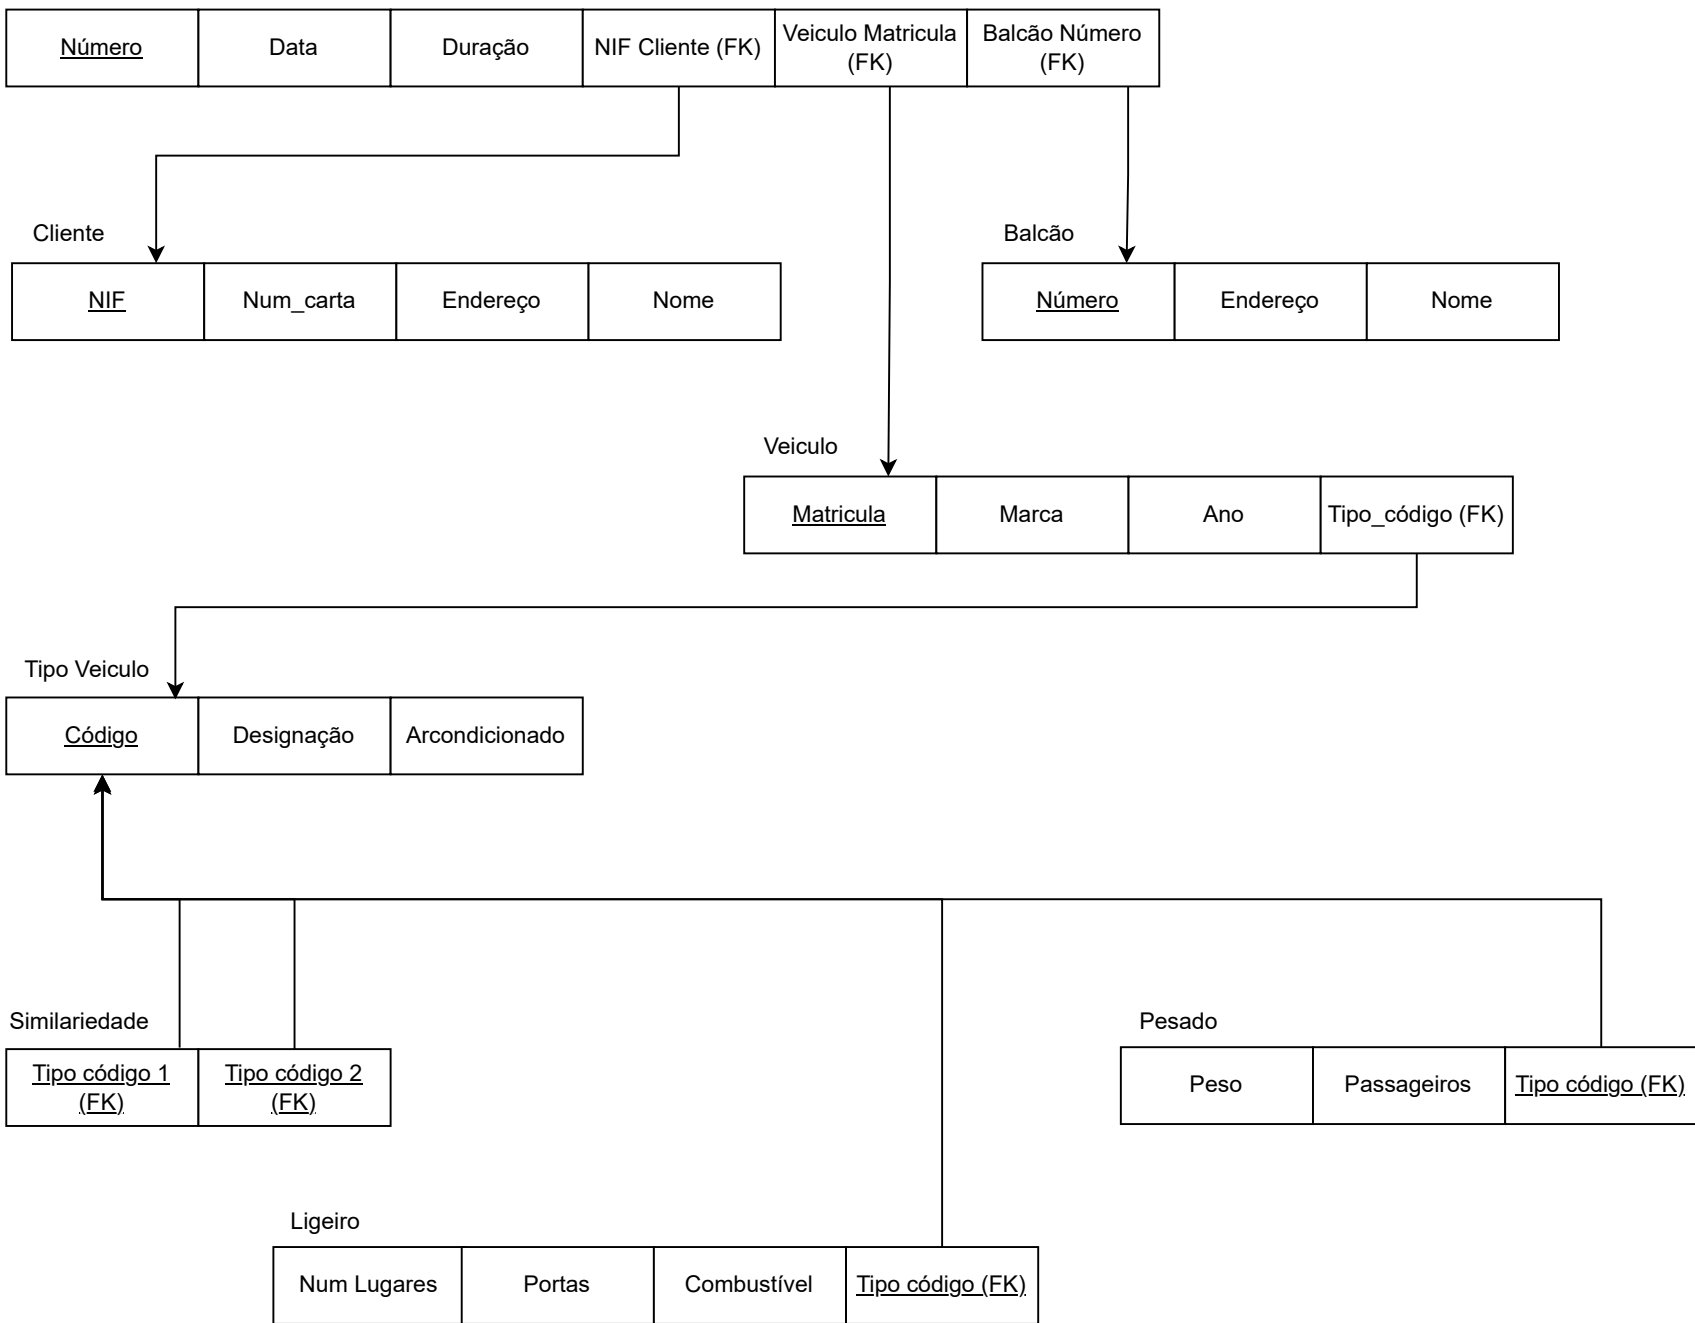 Número
Data
Duração
NIF Cliente (FK)
Veiculo Matricula
(FK)
Balcão Número
(FK)
Cliente
NIF
Num_carta
Endereço
Nome
Balcão
Número
Endereço
Nome
Veiculo
Matricula
Marca
Ano
Tipo_código (FK)
Tipo Veiculo
Código
Designação
Arcondicionado
Similariedade
Tipo código 1
(FK)
Tipo código 2
(FK)
Pesado
Peso
Passageiros
Tipo código (FK)
Ligeiro
Num Lugares
Portas
Combustível
Tipo código (FK)